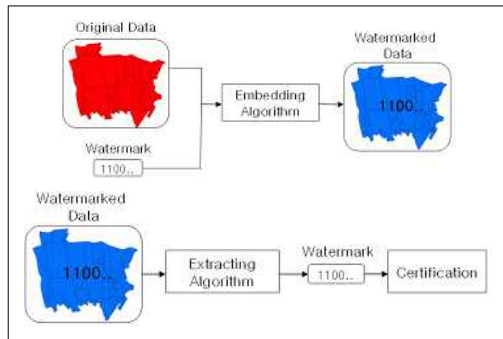 Original Data
Watermarked
Data
1100..
Embedding
Algorithm
Watermark
1100..
Watermarked
Data
1100..
Extracting
Algorithm
Watermark
1100..
Certification